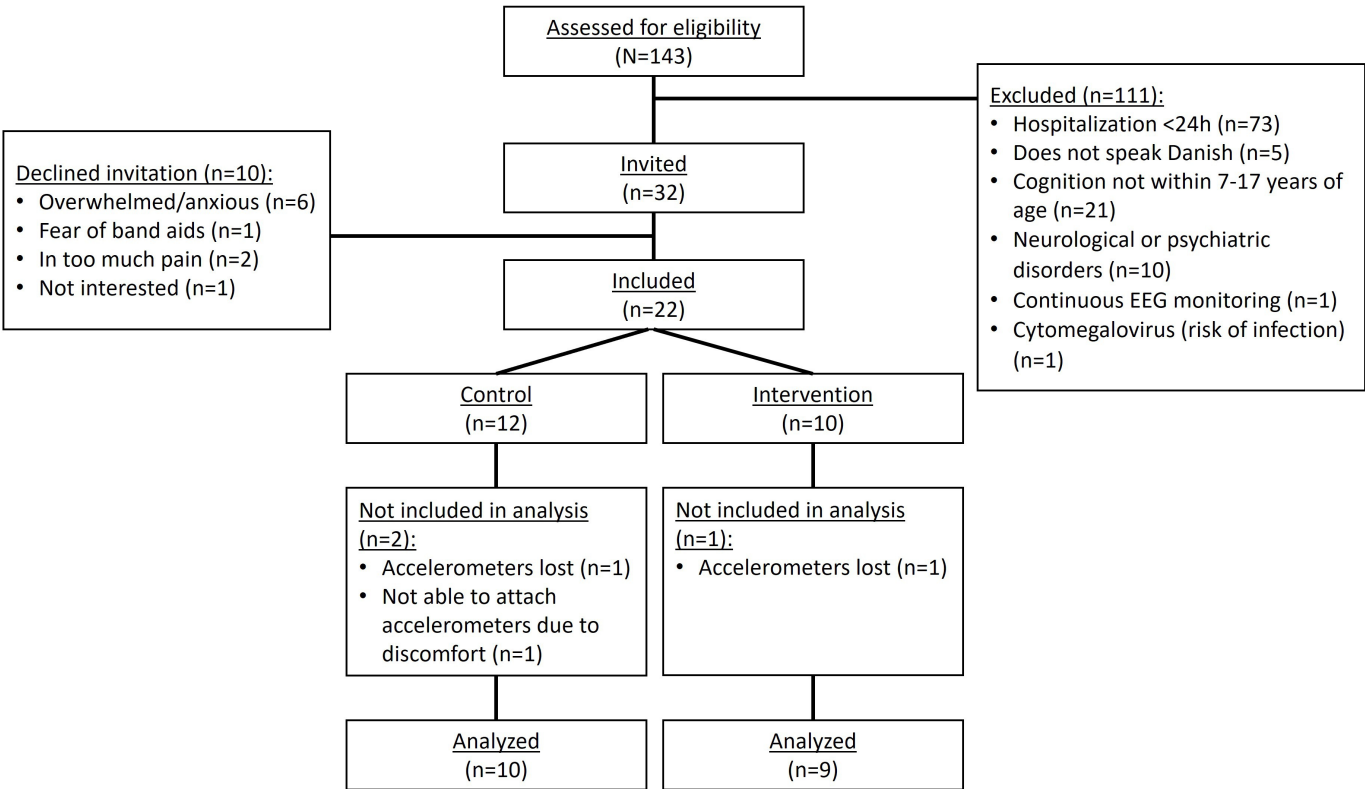 Assessed for eligibility
(N=143)
Excluded (n=111):
• Hospitalization <24h (n=73)
• Does not speak Danish (n=5)
• Cognition not within 7-17 years of
age (n=21)
• Neurological or psychiatric
disorders (n=10)
• Continuous EEG monitoring (n=1)
• Cytomegalovirus (risk of infection)
(n=1)
Invited
(n=32)
Declined invitation (n=10):
• Overwhelmed/anxious (n=6)
• Fear of band aids (n=1)
• In too much pain (n=2)
• Not interested (n=1)
Included
(n=22)
Control
(n=12)
Intervention
(n=10)
Not included in analysis
(n=2):
• Accelerometers lost (n=1)
• Not able to attach
accelerometers due to
discomfort (n=1)
Not included in analysis
(n=1):
• Accelerometers lost (n=1)
Analyzed
(n=10)
Analyzed
(n=9)